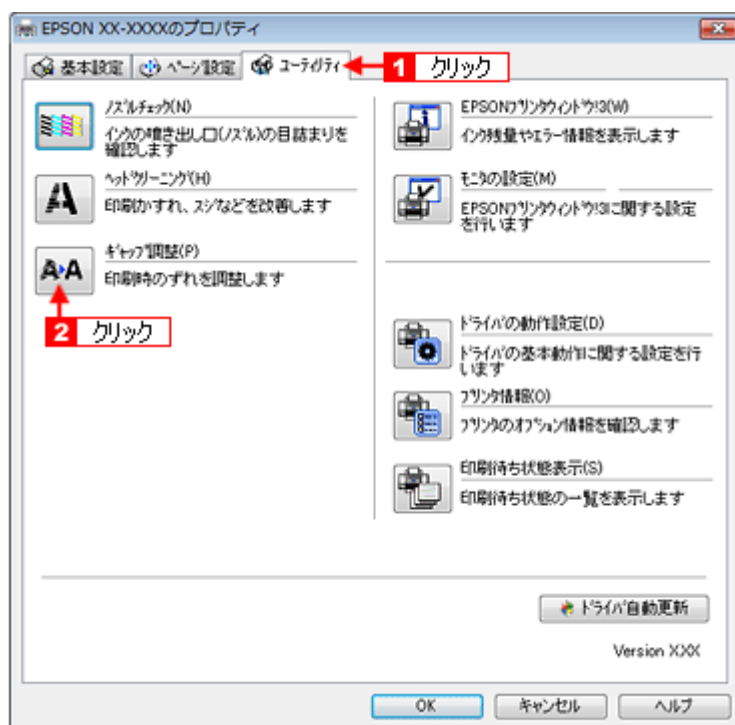 EPSON XX-XXXXのプロパティ
基本設定
ページ設定
ユーティリティ
1 クリック
ノズルチェック(N)
インクの噴き出し口(ノズル)の目詰まりを
確認します
ヘッドクリーニング(H)
印刷かすれ、スジなどを改善します
ギャップ調整(P)
印刷時のずれを調整します
2 クリック
EPSONプリンタウィンドウ!3(W)
インク残量やエラー情報を表示します
モニタの設定(M)
EPSONプリンタウィンドウ!3に関する設定
を行います
ドライバの動作設定(D)
ドライバの基本動作に関する設定を行
います
プリンタ情報(O)
プリンタのオプション情報を確認します
印刷待ち状態表示(S)
印刷待ち状態の一覧を表示します
ドライバ自動更新
Version X.XX
OK
キャンセル
ヘルプ